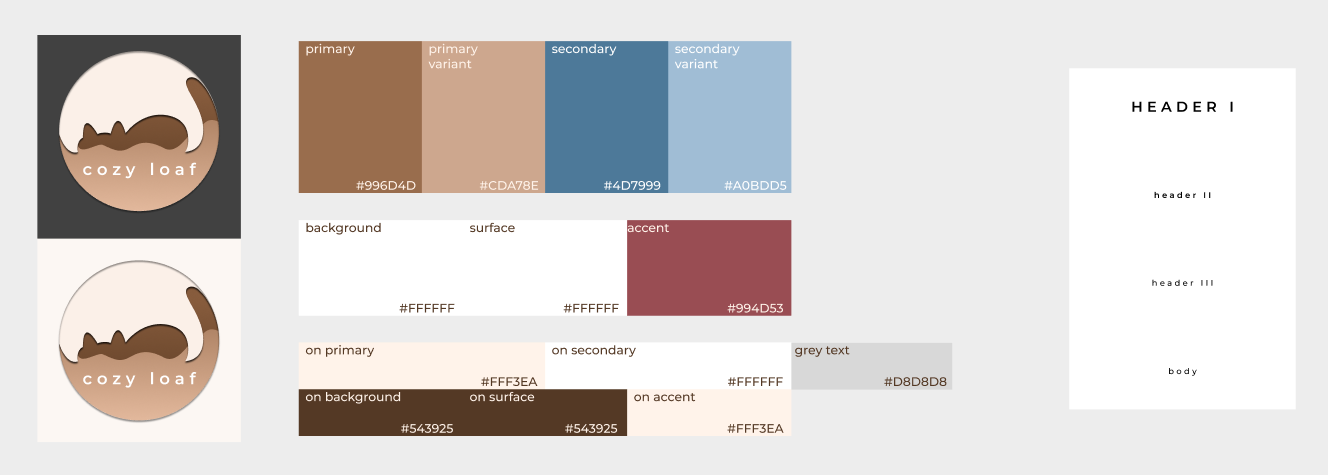 cozy loaf
cozy loaf
primary
#996D4D
primary
variant
#CDA78E
secondary
#4D7999
secondary
variant
#A0BDD5
background
#FFFFFF
surface
#FFFFFF
accent
#994D53
on primary
#FFF3EA
on secondary
#FFFFFF
grey text
#D8D8D8
on background
#543925
on surface
#543925
on accent
#FFF3EA
HEADER I
header II
header III
body